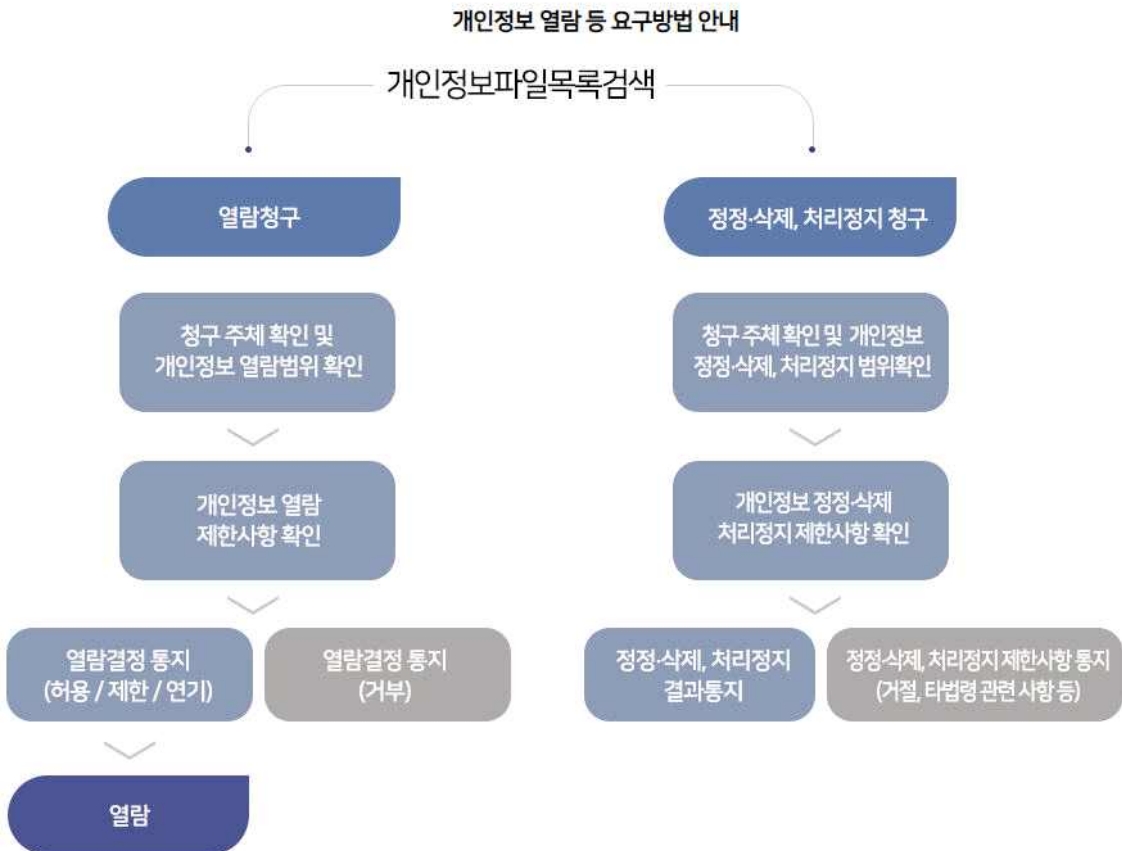 개인정보 열람 등 요구방법 안내
개인정보파일목록검색
열람청구
청구 주체 확인 및
개인정보 열람범위 확인
개인정보 열람
제한사항 확인
열람결정 통지
(허용 / 제한 / 연기)
열람결정 통지
(거부)
열람
정정·삭제, 처리정지 청구
청구 주체 확인 및 개인정보
정정·삭제, 처리정지 범위확인
개인정보 정정·삭제
처리정지 제한사항 확인
정정·삭제, 처리정지
결과통지
정정·삭제, 처리정지 제한사항 통지
(거절, 타법령 관련 사항 등)